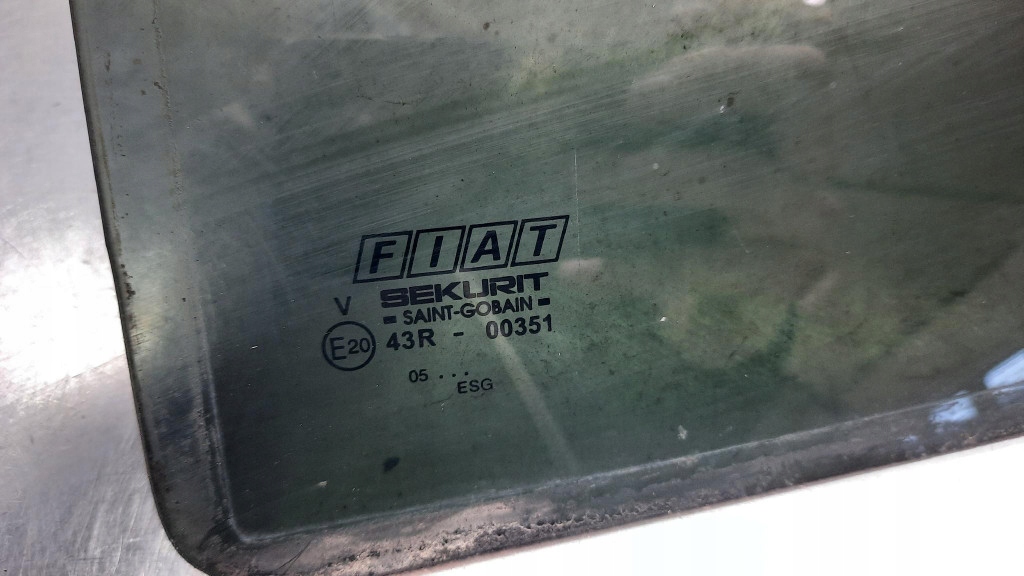 FIAT
SEKURIT
V
- SAINT-GOBAIN -
E20
43R - 00351
05 ...
ESG